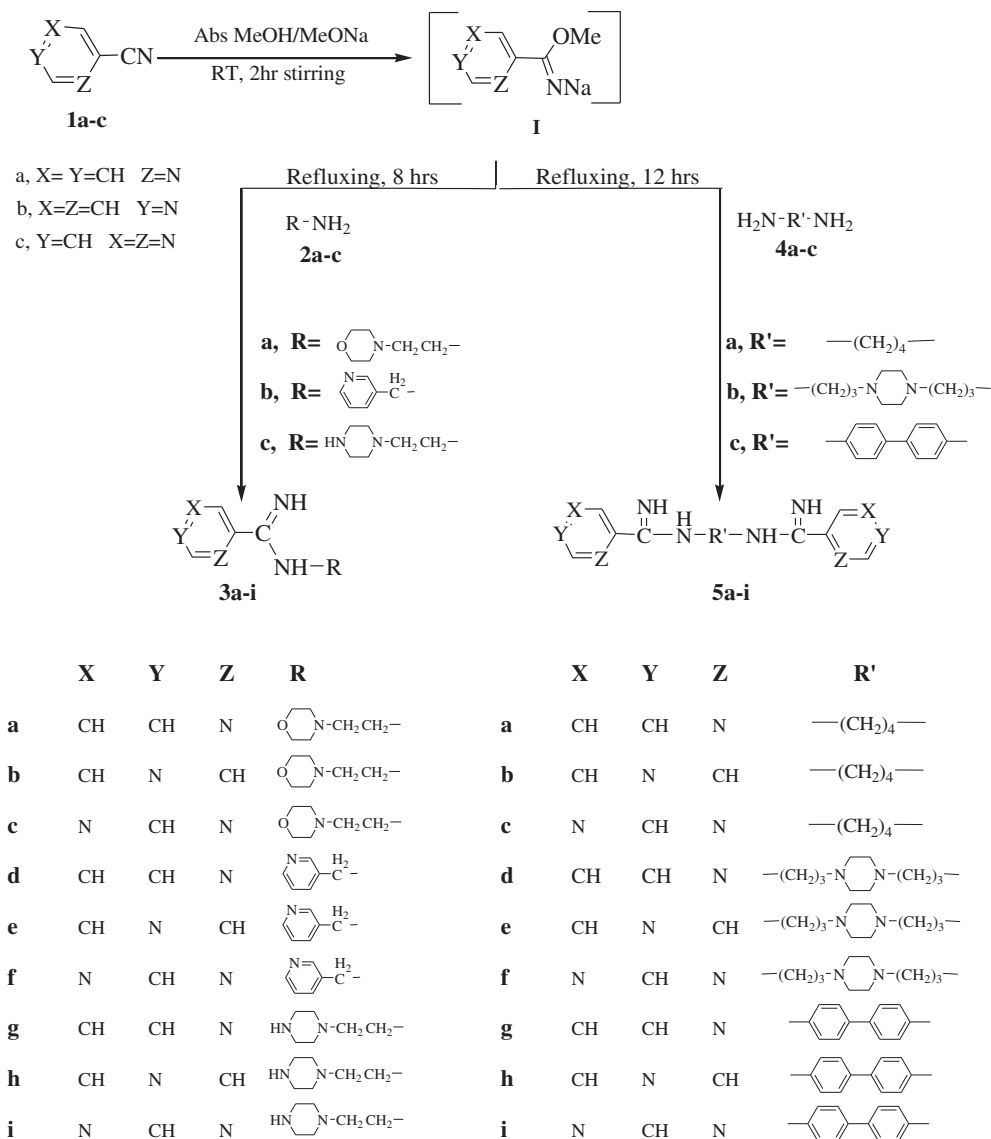 X
Y
Z
CN
1a-c
Abs MeOH/MeONa
RT, 2hr stirring
X
Y
Z
OMe
NNa
I
a, X= Y=CH Z=N
b, X=Z=CH Y=N
c, Y=CH X=Z=N
Refluxing, 8 hrs
Refluxing, 12 hrs
R-NH2
2a-c
H2N-R'-NH2
4a-c
a, R= O N-CH2CH2-
b, R= N H2 C-
c, R= HN N-CH2CH2-
a, R'= —(CH2)4—
b, R'= —(CH2)3-N N-(CH2)3—
c, R'=
X
Y
Z
C
NH
NH-R
3a-i
X
Y
Z
NH H NH
C-N-R'-NH-C
X
Y
Z
5a-i
X Y Z R
a CH CH N O N-CH2CH2-
b CH N CH O N-CH2CH2-
c N CH N O N-CH2CH2-
d CH CH N N H2 C-
e CH N CH N H2 C-
f N CH N N H2 C-
g CH CH N HN N-CH2CH2-
h CH N CH HN N-CH2CH2-
i N CH N HN N-CH2CH2-
X Y Z R'
a CH CH N —(CH2)4—
b CH N CH —(CH2)4—
c N CH N —(CH2)4—
d CH CH N —(CH2)3-N N-(CH2)3—
e CH N CH —(CH2)3-N N-(CH2)3—
f N CH N —(CH2)3-N N-(CH2)3—
g CH CH N
h CH N CH
i N CH N